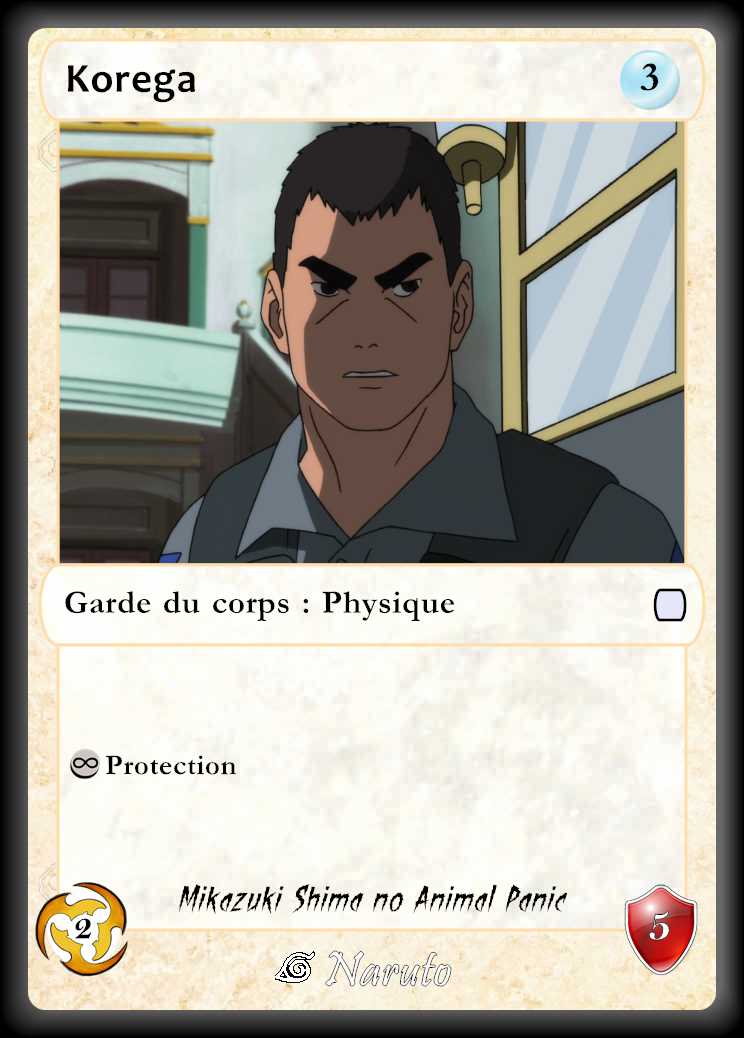 Korega
3
Garde du corps : Physique
∞ Protection
Mikazuki Shima no Animal Panic
2
5
Naruto